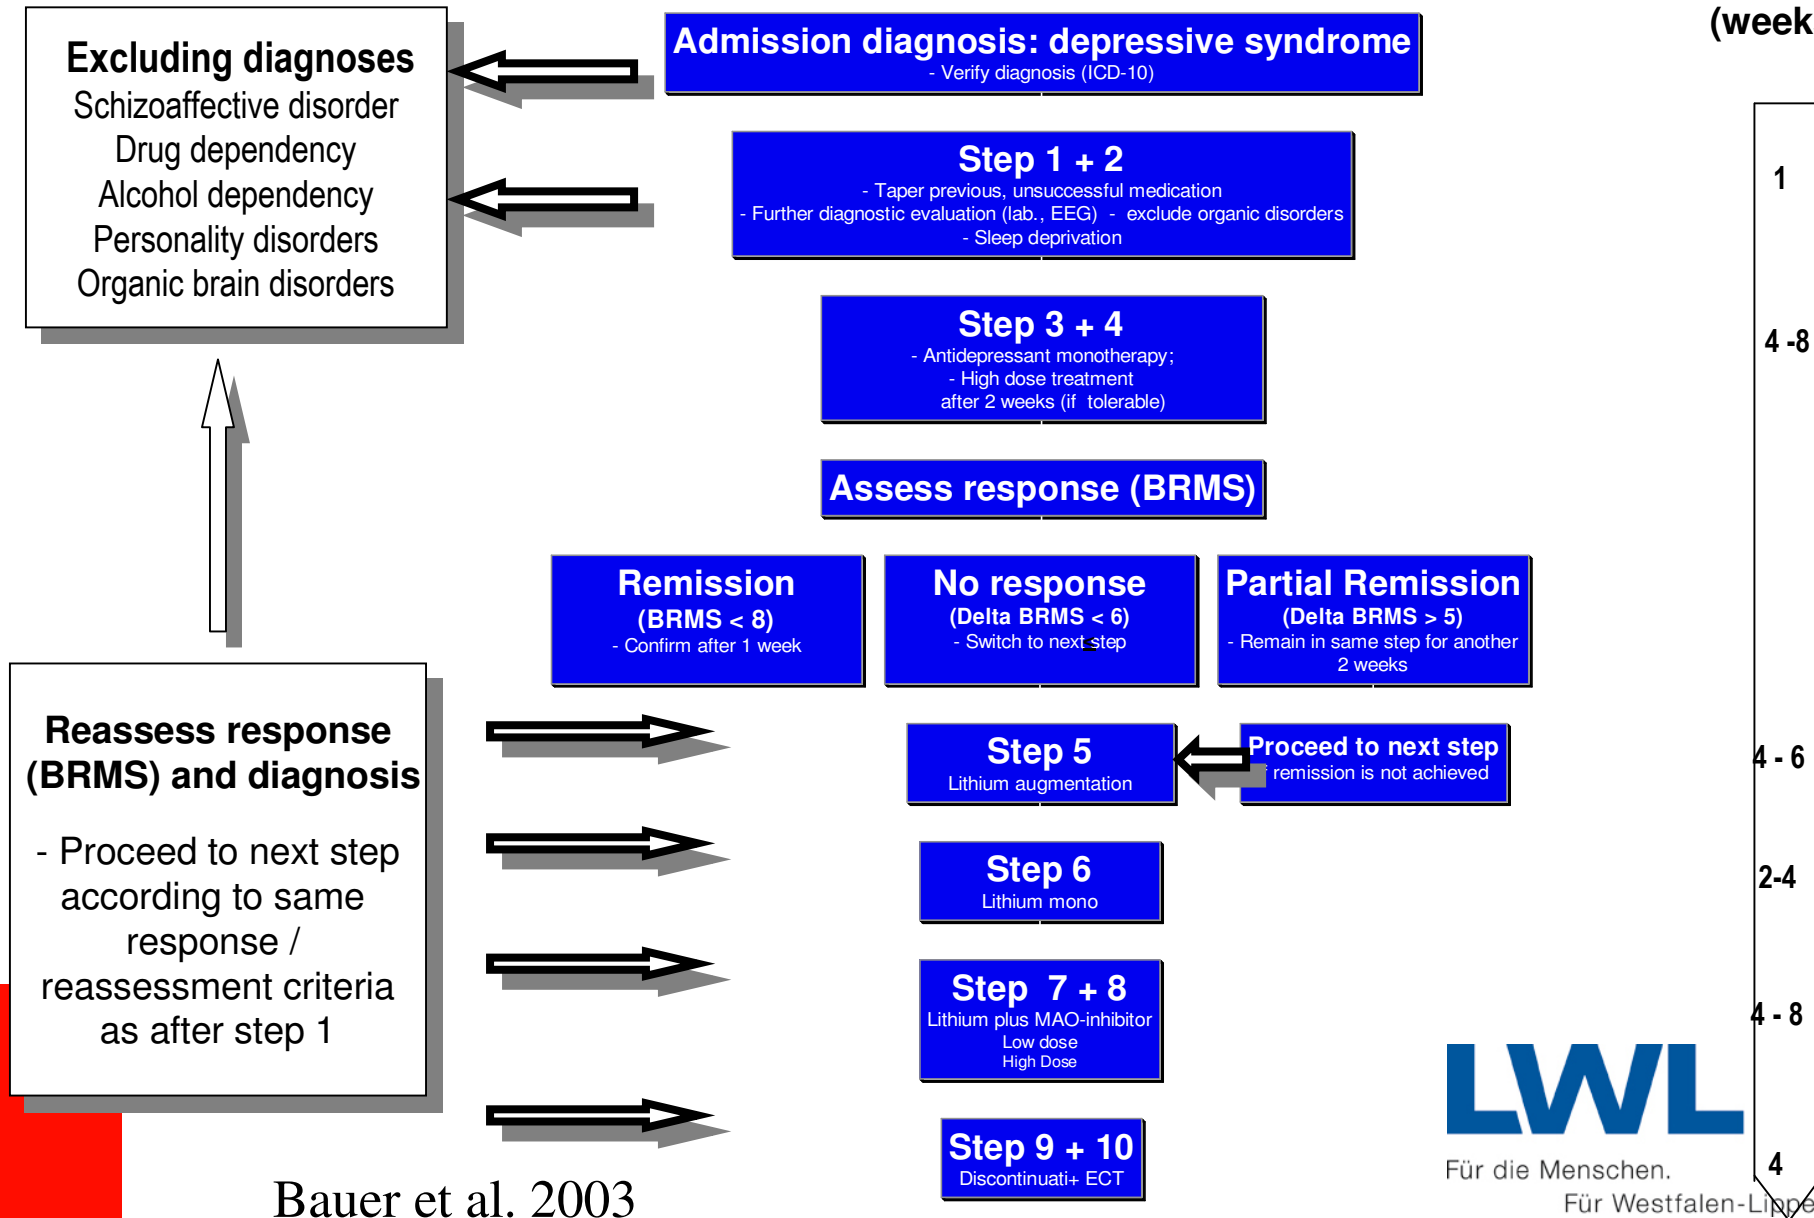 (week
Admission diagnosis: depressive syndrome
- Verify diagnosis (ICD-10)
Excluding diagnoses
Schizoaffective disorder
Drug dependency
Alcohol dependency
Personality disorders
Organic brain disorders
Step 1 + 2
- Taper previous, unsuccessful medication
- Further diagnostic evaluation (lab., EEG) - exclude organic disorders
- Sleep deprivation
1
Step 3 + 4
- Antidepressant monotherapy;
- High dose treatment
after 2 weeks (if tolerable)
4 -8
Assess response (BRMS)
Remission
(BRMS < 8)
- Confirm after 1 week
No response
(Delta BRMS < 6)
- Switch to next step
Partial Remission
(Delta BRMS > 5)
- Remain in same step for another
2 weeks
Reassess response
(BRMS) and diagnosis
- Proceed to next step
according to same
response /
reassessment criteria
as after step 1
Step 5
Lithium augmentation
Proceed to next step
remission is not achieved
4 - 6
Step 6
Lithium mono
2-4
Step 7 + 8
Lithium plus MAO-inhibitor
Low dose
High Dose
4 - 8
Step 9 + 10
Discontinuati+ ECT
4
LWL
Für die Menschen.
Für Westfalen-Lippe
Bauer et al. 2003